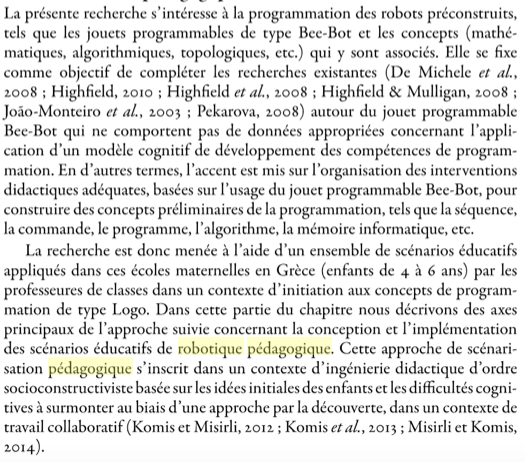 La présente recherche s'intéresse à la programmation des robots préconstruits,
tels que les jouets programmables de type Bee-Bot et les concepts (mathé-
matiques, algorithmiques, topologiques, etc.) qui y sont associés. Elle se fixe
comme objectif de compléter les recherches existantes (De Michele et al.,
2008 ; Highfield, 2010 ; Highfield et al., 2008 ; Highfield & Mulligan, 2008 ;
João-Monteiro et al., 2003 ; Pekarova, 2008) autour du jouet programmable
Bee-Bot qui ne comportent pas de données appropriées concernant l'appli-
cation d'un modèle cognitif de développement des compétences de program-
mation. En d'autres termes, l'accent est mis sur l'organisation des interventions
didactiques adéquates, basées sur l'usage du jouet programmable Bee-Bot, pour
construire des concepts préliminaires de la programmation, tels que la séquence,
la commande, le programme, l'algorithme, la mémoire informatique, etc.
La recherche est donc menée à l'aide d'un ensemble de scénarios éducatifs
appliqués dans ces écoles maternelles en Grèce (enfants de 4 à 6 ans) par les
professeures de classes dans un contexte d'initiation aux concepts de program-
mation de type Logo. Dans cette partie du chapitre nous décrivons des axes
principaux de l'approche suivie concernant la conception et l'implémentation
des scénarios éducatifs de robotique pédagogique. Cette approche de scénari-
sation pédagogique s'inscrit dans un contexte d'ingénierie didactique d'ordre
socioconstructiviste basée sur les idées initiales des enfants et les difficultés cogni-
tives à surmonter au biais d'une approche par la découverte, dans un contexte de
travail collaboratif (Komis et Misirli, 2012 ; Komis et al., 2013 ; Misirli et Komis,
2014).